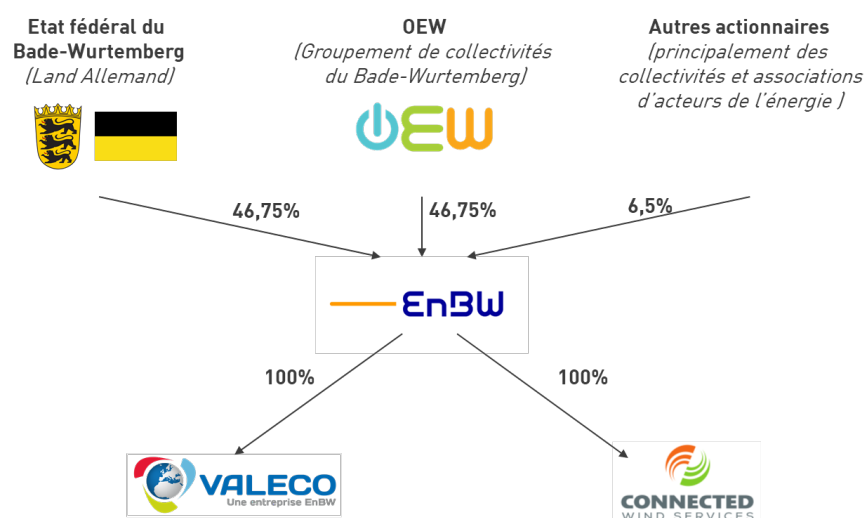 Etat fédéral du
Bade-Wurtemberg
(Land Allemand)
OEW
(Groupement de collectivités
du Bade-Wurtemberg)
Autres actionnaires
(principalement des
collectivités et associations
d'acteurs de l'énergie )
OEW
46,75%
46,75%
6,5%
EnBW
100%
100%
VALECO
Une entreprise EnBW
CONNECTED
WIND SERVICES